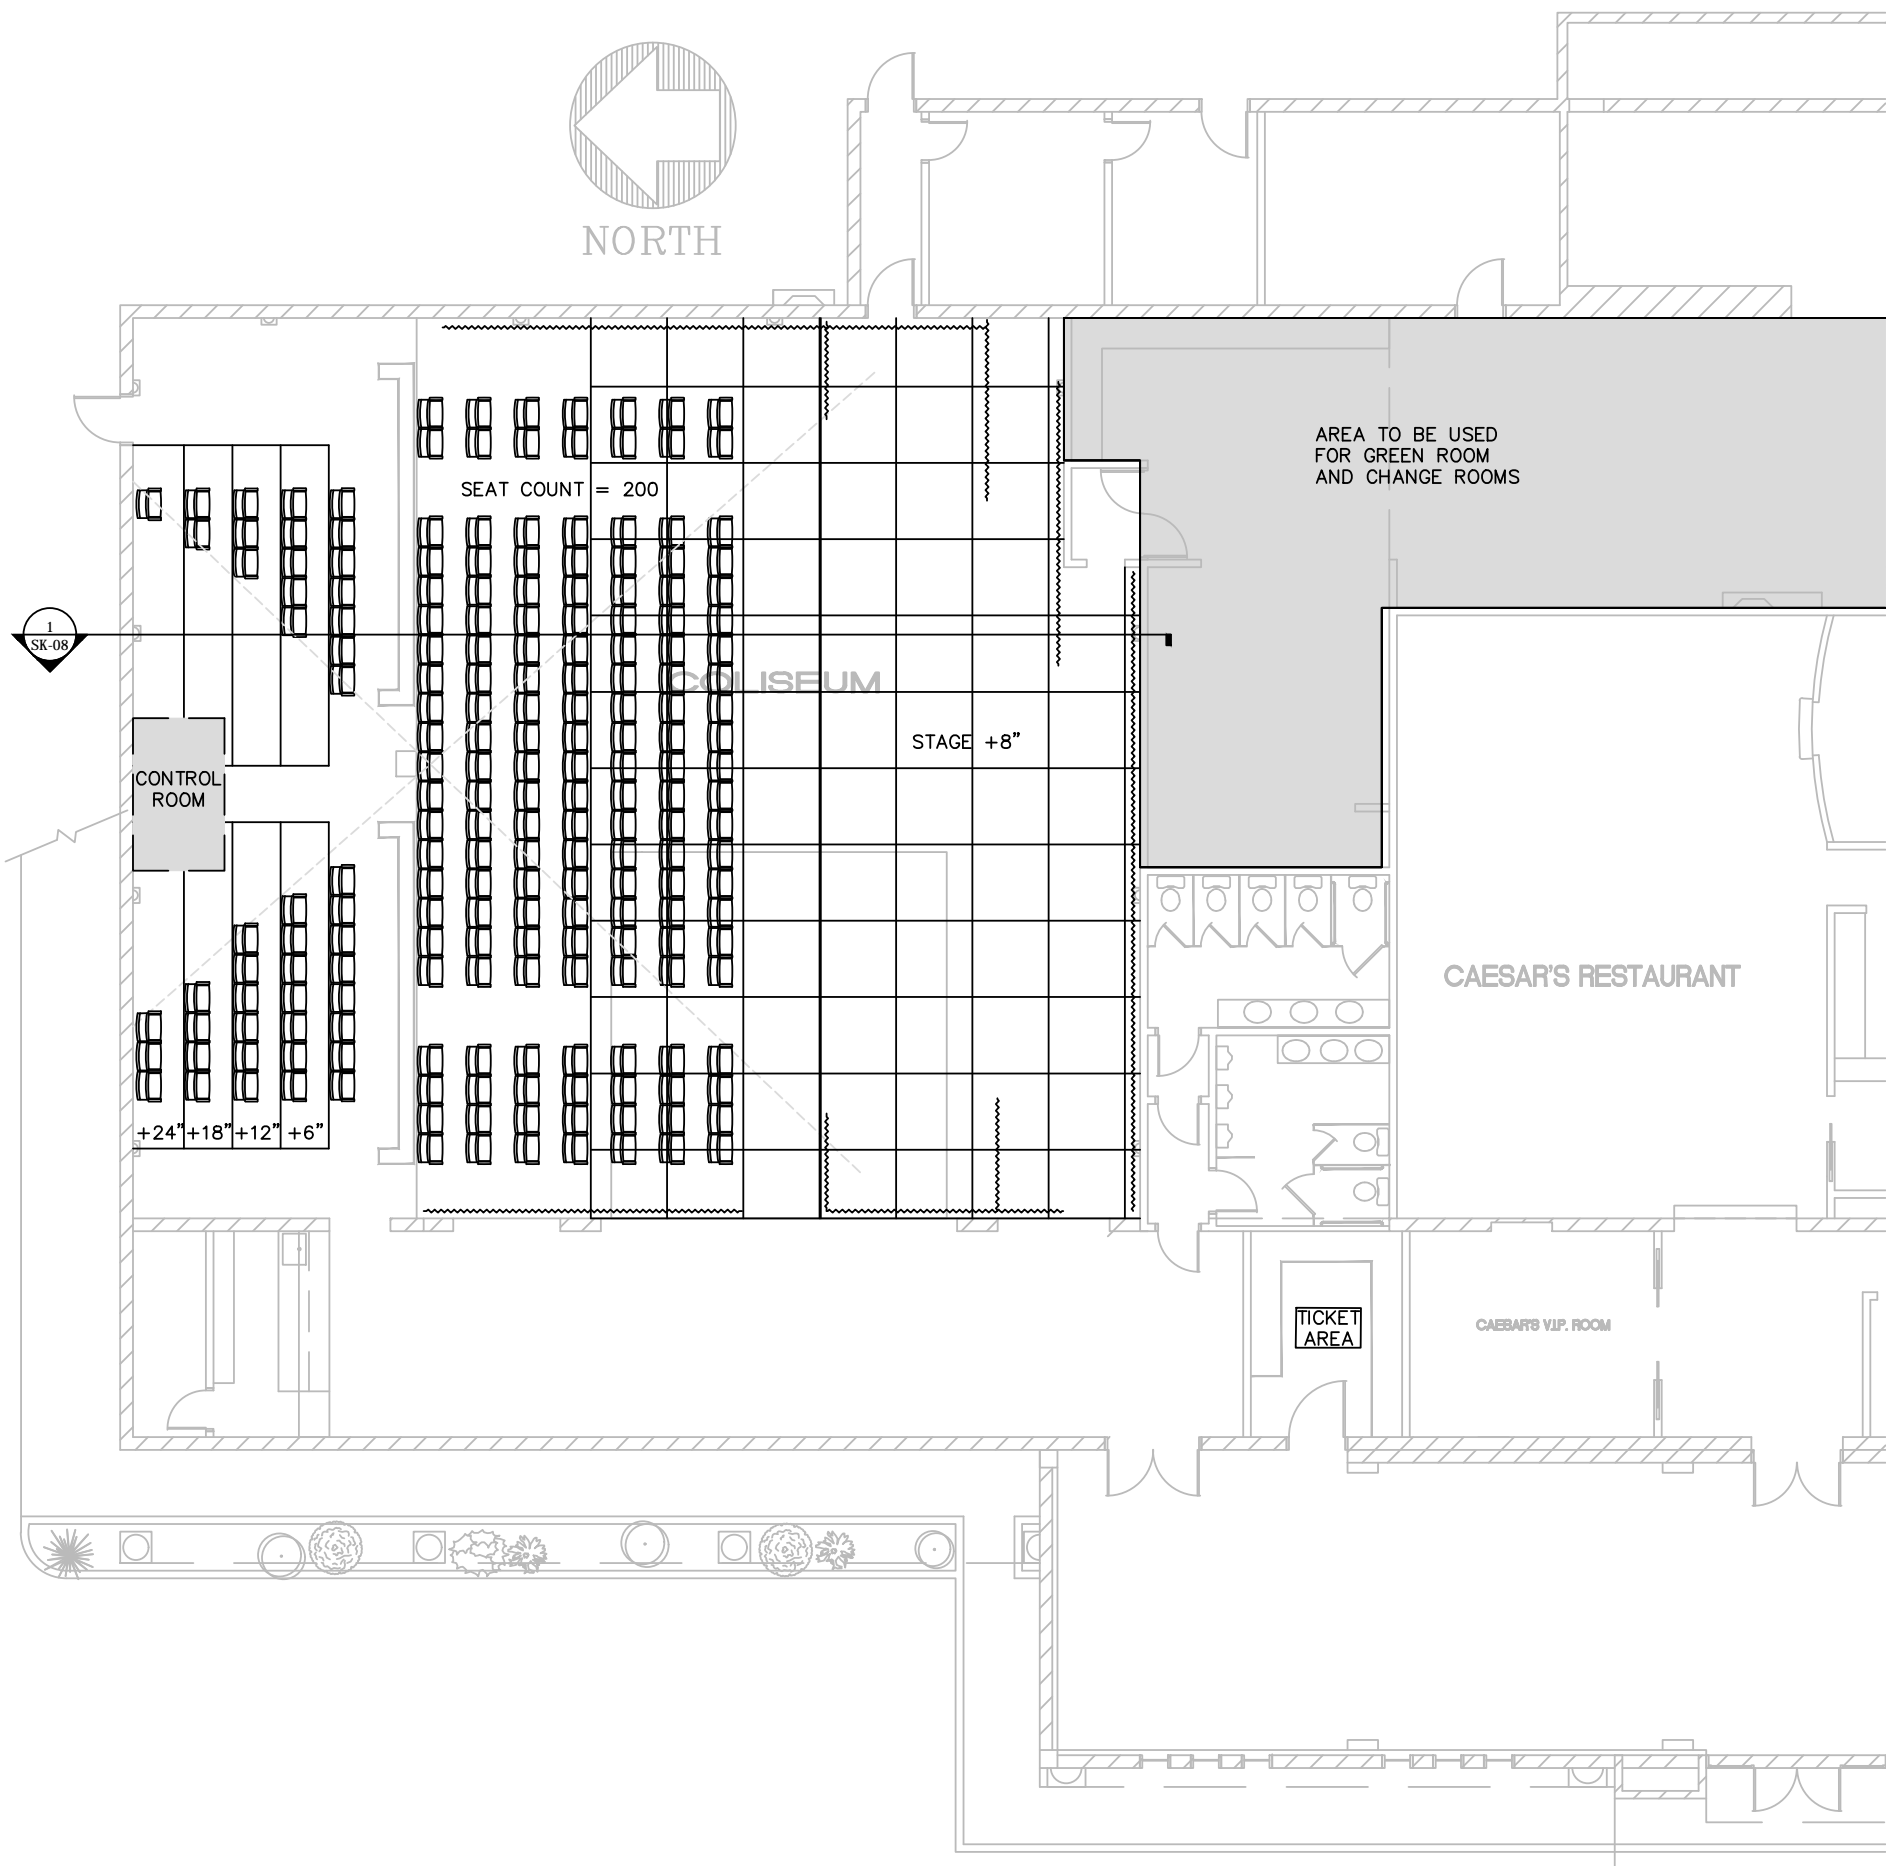 NORTH
AREA TO BE USED
FOR GREEN ROOM
AND CHANGE ROOMS
SEAT COUNT = 200
1
SK-08
COLISEUM
STAGE +8"
CONTROL
ROOM
CAESAR'S RESTAURANT
+24" +18" +12" +6"
TICKET
AREA
CAESAR'S V.I.P. ROOM